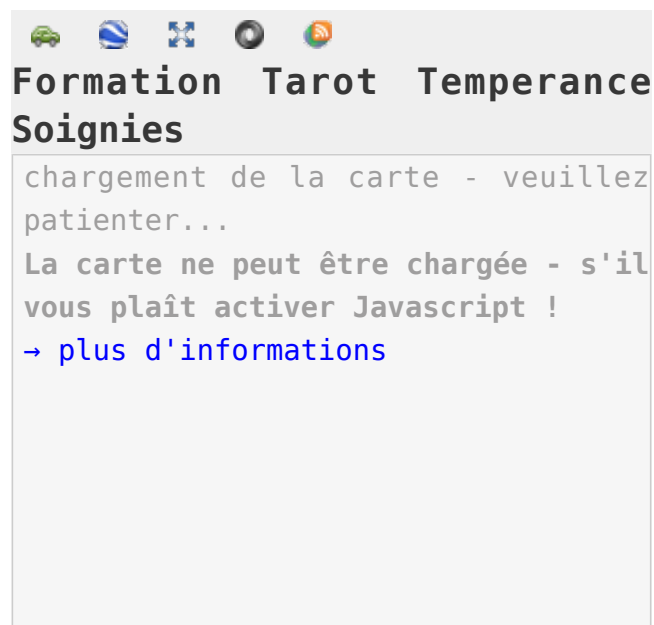 Formation Tarot Temperance
Soignies
chargement de la carte - veuillez
patienter...
La carte ne peut être chargée - s'il
vous plaît activer Javascript !
→ plus d'informations